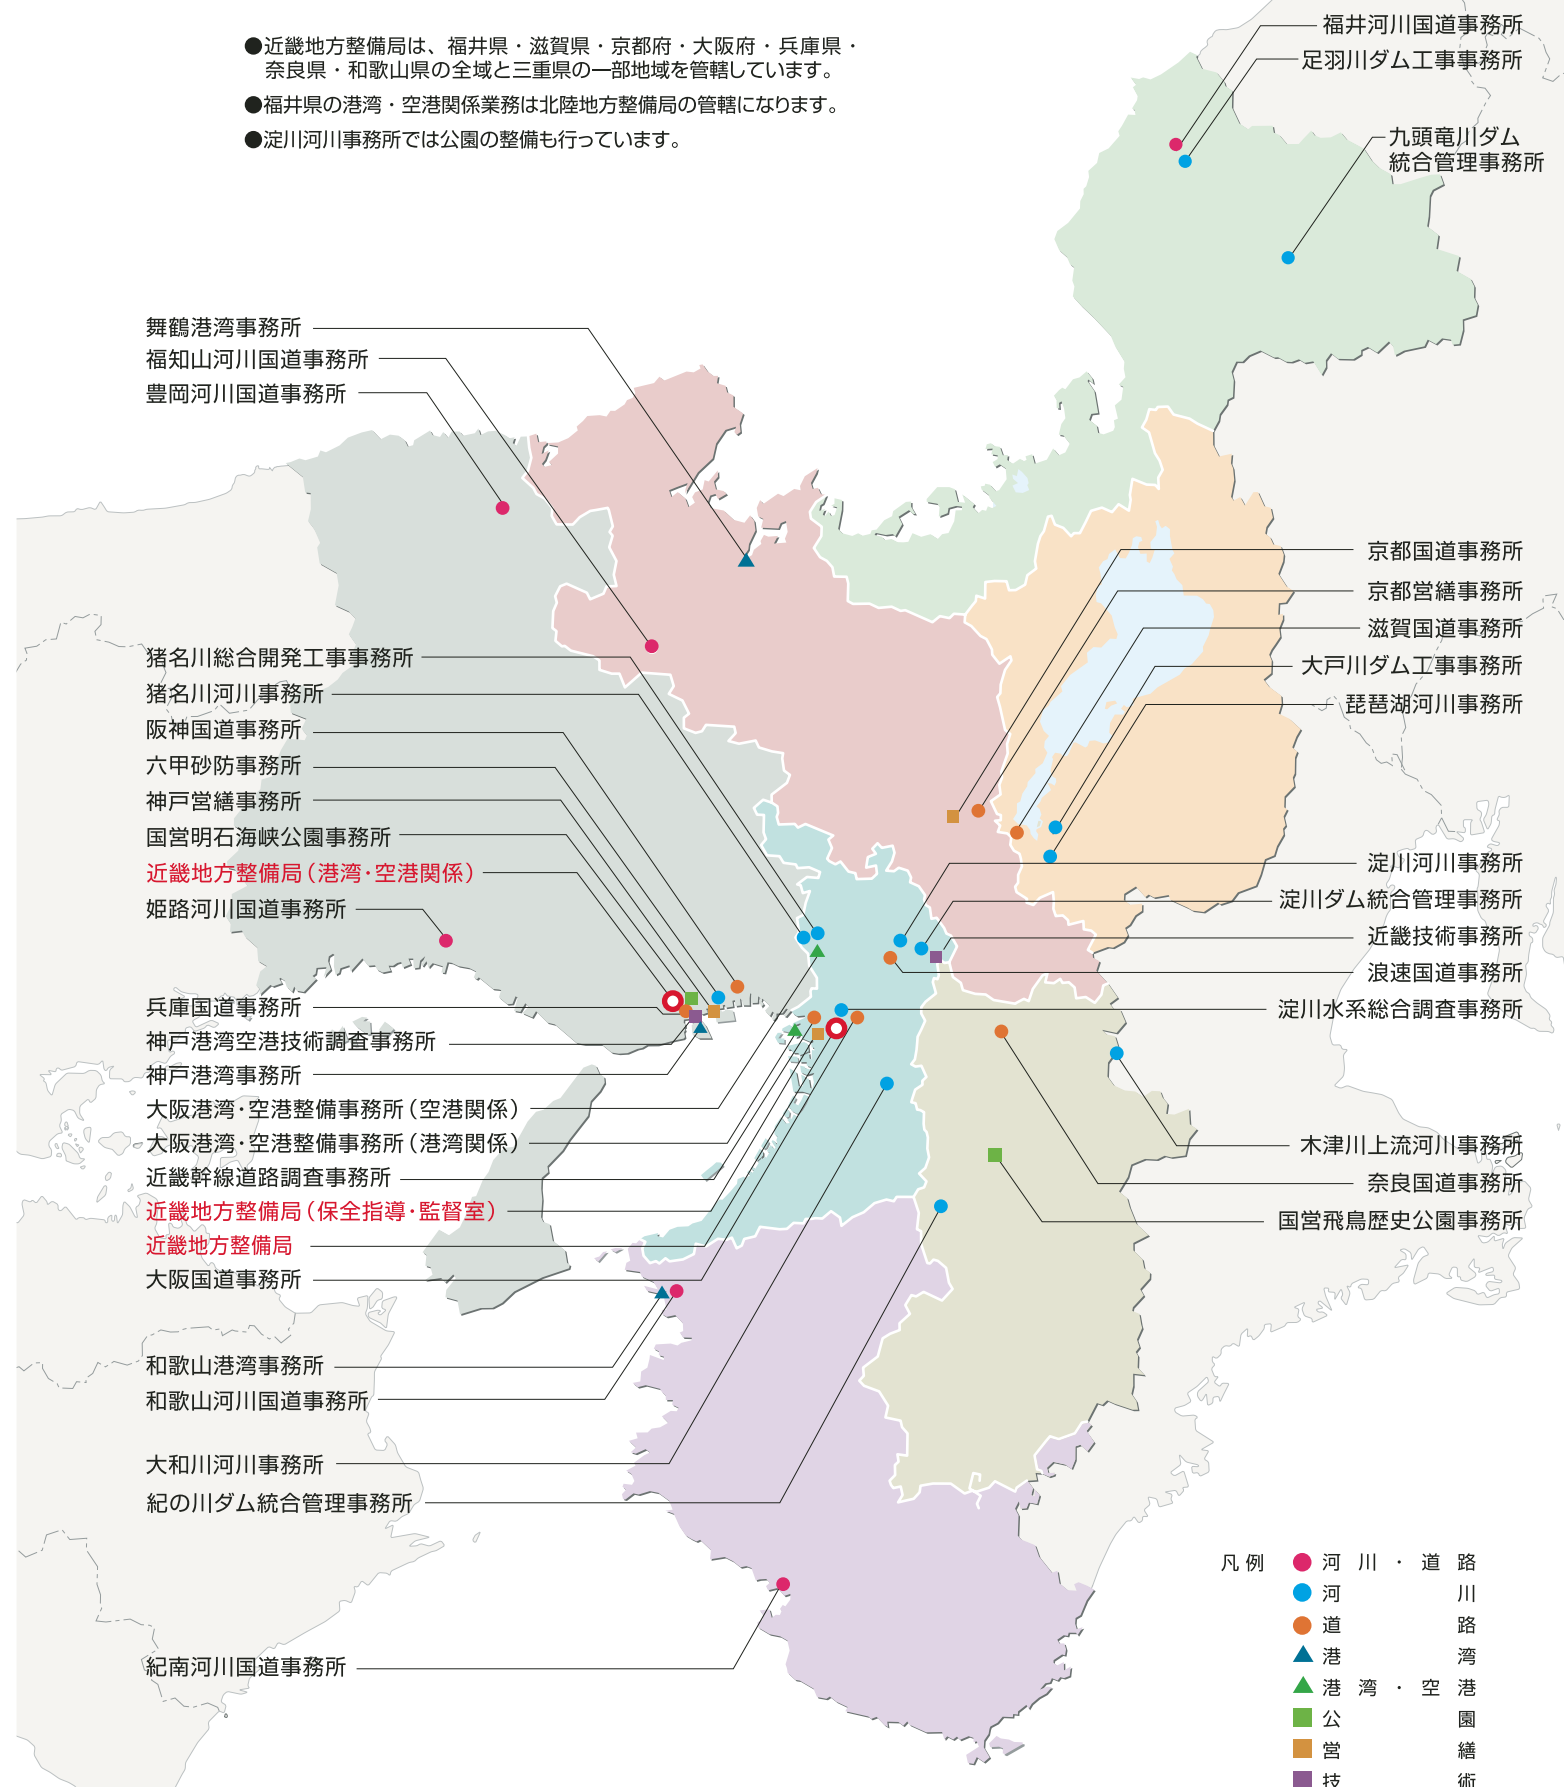 ●近畿地方整備局は、福井県・滋賀県・京都府・大阪府・兵庫県・
奈良県・和歌山県の全域と三重県の一部地域を管轄しています。
●福井県の港湾・空港関係業務は北陸地方整備局の管轄になります。
●淀川河川事務所では公園の整備も行っています。
福井河川国道事務所
足羽川ダム工事事務所
九頭竜川ダム
統合管理事務所
舞鶴港湾事務所
福知山河川国道事務所
豊岡河川国道事務所
猪名川総合開発工事事務所
猪名川河川事務所
阪神国道事務所
六甲砂防事務所
神戸営繕事務所
国営明石海峡公園事務所
近畿地方整備局(港湾・空港関係)
姫路河川国道事務所
兵庫国道事務所
神戸港湾空港技術調査事務所
神戸港湾事務所
大阪港湾・空港整備事務所(空港関係)
大阪港湾・空港整備事務所(港湾関係)
近畿幹線道路調査事務所
近畿地方整備局(保全指導・監督室)
近畿地方整備局
大阪国道事務所
和歌山港湾事務所
和歌山河川国道事務所
大和川河川事務所
紀の川ダム統合管理事務所
紀南河川国道事務所
京都国道事務所
京都営繕事務所
滋賀国道事務所
大戸川ダム工事事務所
琵琶湖河川事務所
淀川河川事務所
淀川ダム統合管理事務所
近畿技術事務所
浪速国道事務所
淀川水系総合調査事務所
木津川上流河川事務所
奈良国道事務所
国営飛鳥歴史公園事務所
凡例 河川・道路
河川
道路
港湾
港湾・空港
公園
営繕
技術